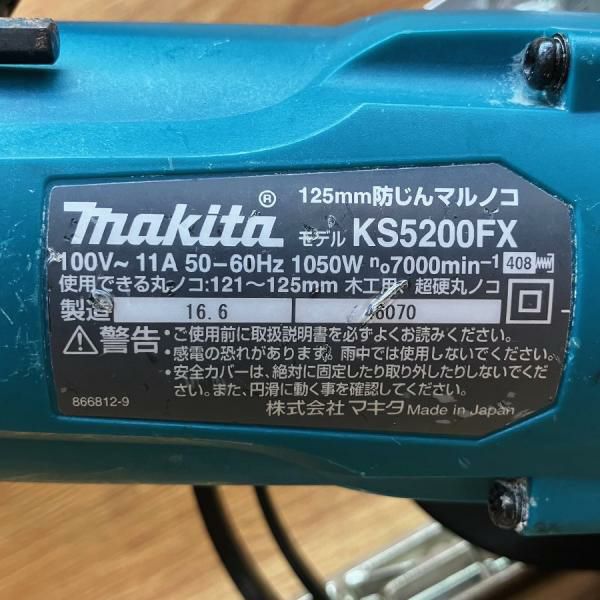 125mm防じんマルノコ
makita® モデル KS5200FX
100V～ 11A 50-60Hz 1050W n₀7000min⁻¹ 408
使用できる丸ノコ:121～125mm 木工用 超硬丸ノコ
製造 16.6 46070
警告 ・ご使用前に取扱説明書を必ずよくお読みください。
・感電の恐れがあります。雨中では使用しないでください。
・安全カバーは、絶対に固定したり取り外したりしないでください。また、円滑に動く事を確認してください。
866812-9
株式会社 マキタ Made in Japan